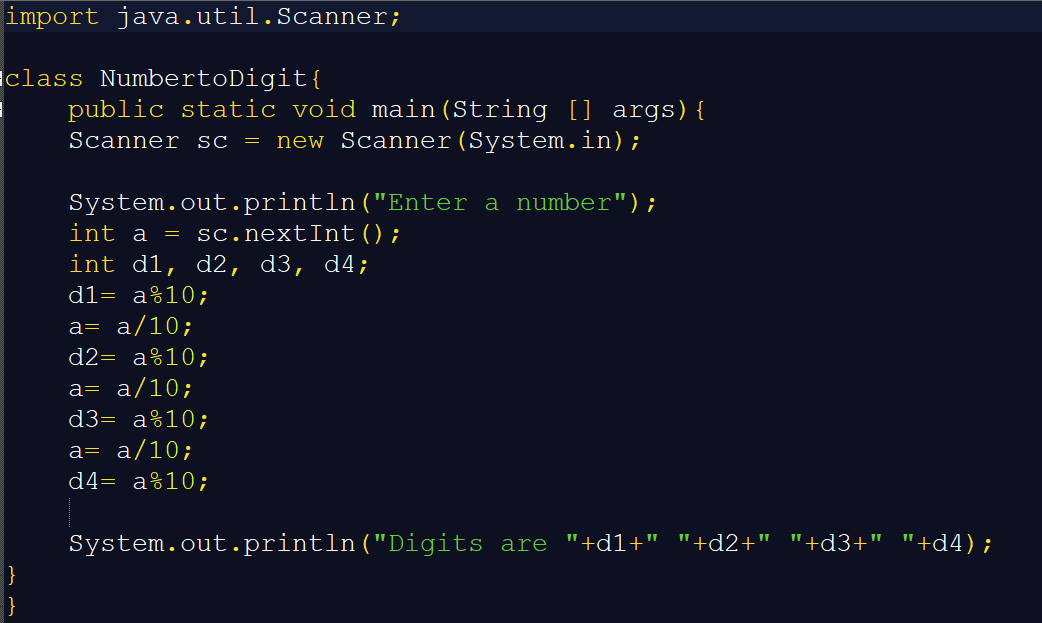 import java.util.Scanner;
class NumbertoDigit{
public static void main(String [] args){
Scanner sc = new Scanner(System.in);
System.out.println("Enter a number");
int a = sc.nextInt();
int d1, d2, d3, d4;
d1= a%10;
a= a/10;
d2= a%10;
a= a/10;
d3= a%10;
a= a/10;
d4= a%10;
System.out.println("Digits are "+d1+" "+d2+" "+d3+" "+d4);
}
}